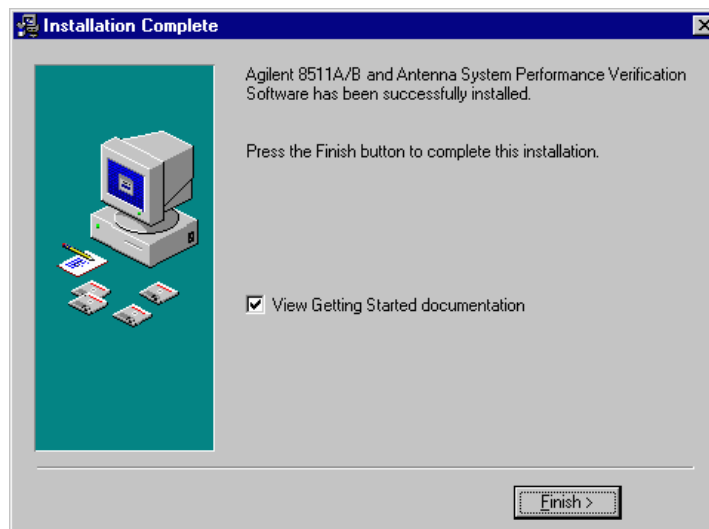 Installation Complete
Agilent 8511A/B and Antenna System Performance Verification
Software has been successfully installed.
Press the Finish button to complete this installation.
View Getting Started documentation
Finish >